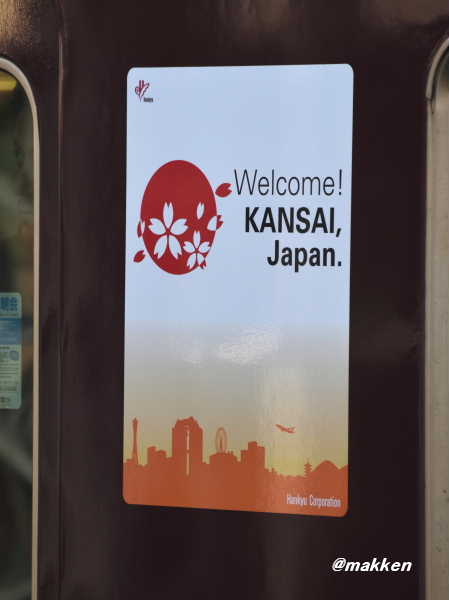 Hankyu
Welcome!
KANSAI,
Japan.
Hankyu Corporation
@makken